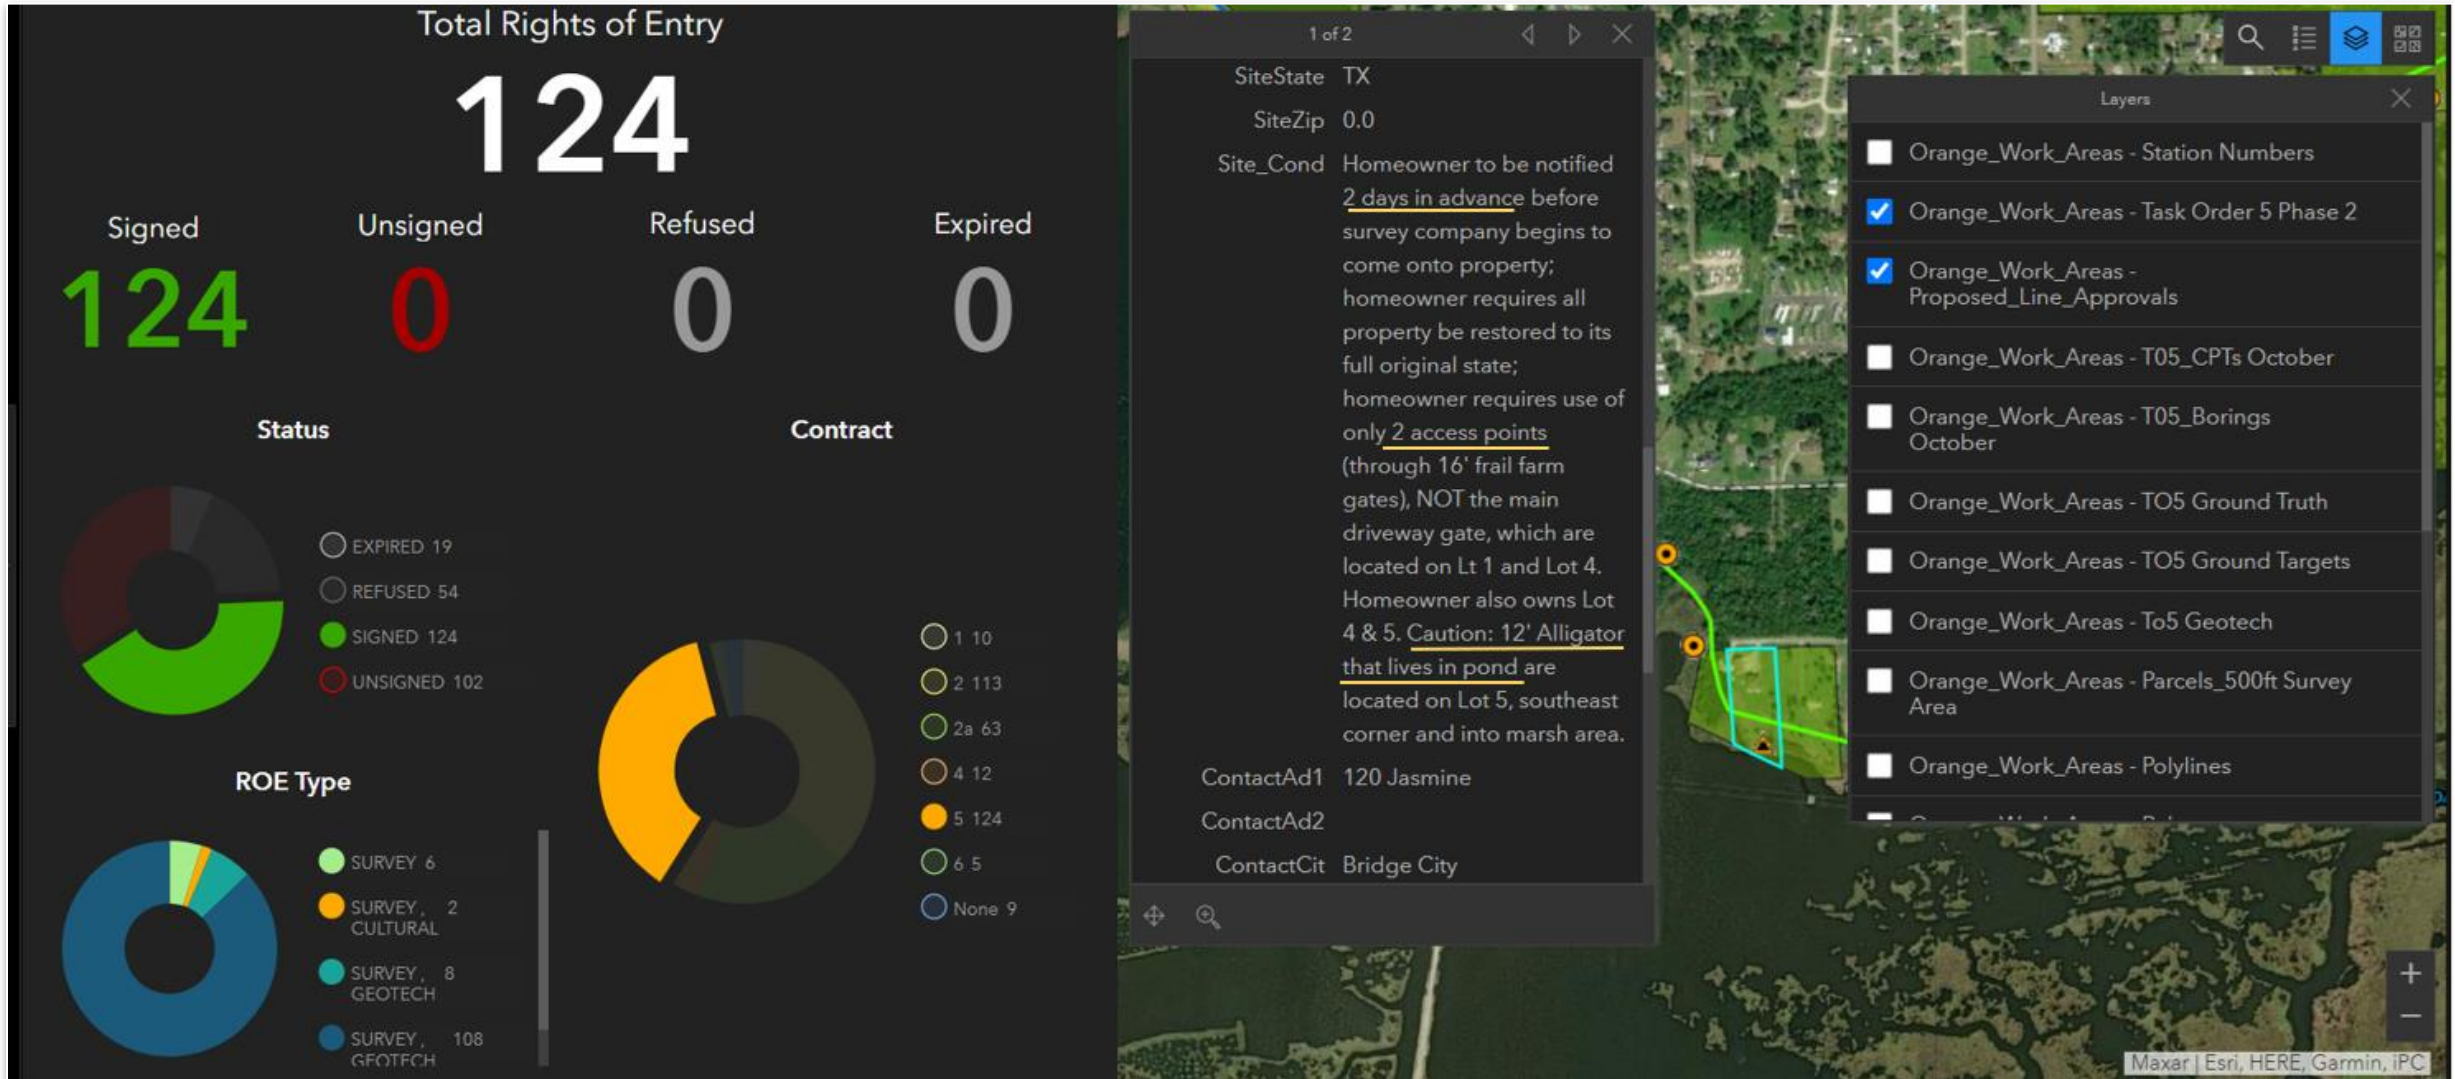 Total Rights of Entry
124
Signed
Unsigned
Refused
Expired
124
0
0
0
Status
EXPIRED 19
REFUSED 54
SIGNED 124
UNSIGNED 102
ROE Type
SURVEY 6
SURVEY, 2
CULTURAL
SURVEY, 8
GEOTECH
SURVEY, 108
GEOTECH
Contract
1 10
2 113
2a 63
4 12
5 124
6 5
None 9
1 of 2
SiteState TX
SiteZip 0.0
Site_Cond Homeowner to be notified
2 days in advance before
survey company begins to
come onto property;
homeowner requires all
property be restored to its
full original state;
homeowner requires use of
only 2 access points
(through 16' frail farm
gates), NOT the main
driveway gate, which are
located on Lt 1 and Lot 4.
Homeowner also owns Lot
4 & 5. Caution: 12' Alligator
that lives in pond are
located on Lot 5, southeast
corner and into marsh area.
ContactAd1 120 Jasmine
ContactAd2
ContactCit Bridge City
Layers
Orange_Work_Areas - Station Numbers
Orange_Work_Areas - Task Order 5 Phase 2
Orange_Work_Areas -
Proposed_Line_Approvals
Orange_Work_Areas - T05_CPTs October
Orange_Work_Areas - T05_Borings
October
Orange_Work_Areas - TO5 Ground Truth
Orange_Work_Areas - TO5 Ground Targets
Orange_Work_Areas - To5 Geotech
Orange_Work_Areas - Parcels_500ft Survey
Area
Orange_Work_Areas - Polylines
+
−
Maxar | Esri, HERE, Garmin, iPC